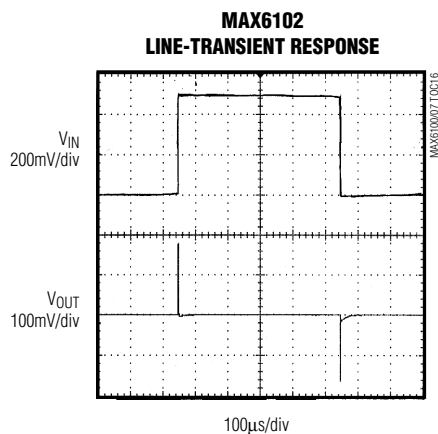 MAX6102
LINE-TRANSIENT RESPONSE
MAX6100/07 TOC16
VIN
200mV/div
VOUT
100mV/div
100μs/div